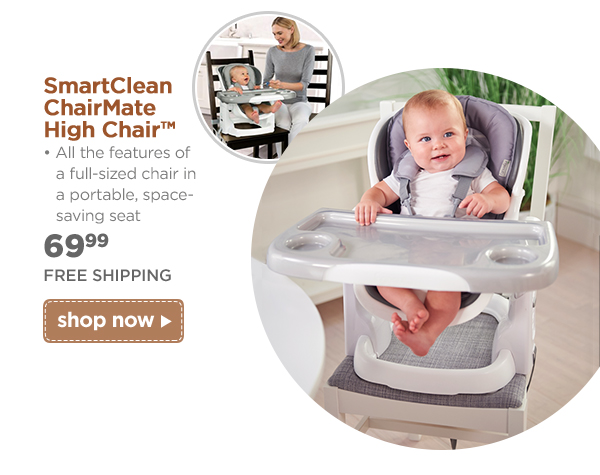 SmartClean
ChairMate
High Chair™
• All the features of
a full-sized chair in
a portable, space-
saving seat
69⁹⁹
FREE SHIPPING
shop now ▸